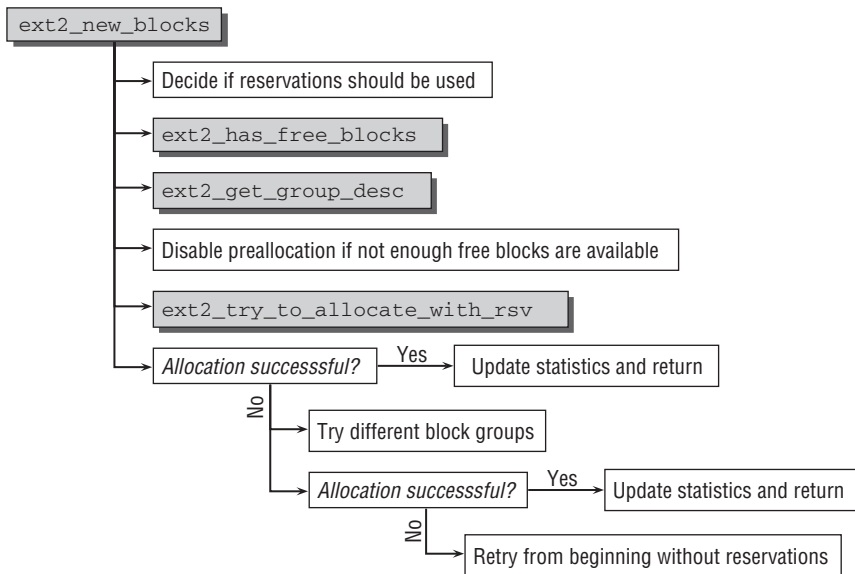 ext2_new_blocks
Decide if reservations should be used
ext2_has_free_blocks
ext2_get_group_desc
Disable preallocation if not enough free blocks are available
ext2_try_to_allocate_with_rsv
Allocation successsful?
Yes
Update statistics and return
No
Try different block groups
Allocation successsful?
Yes
Update statistics and return
No
Retry from beginning without reservations